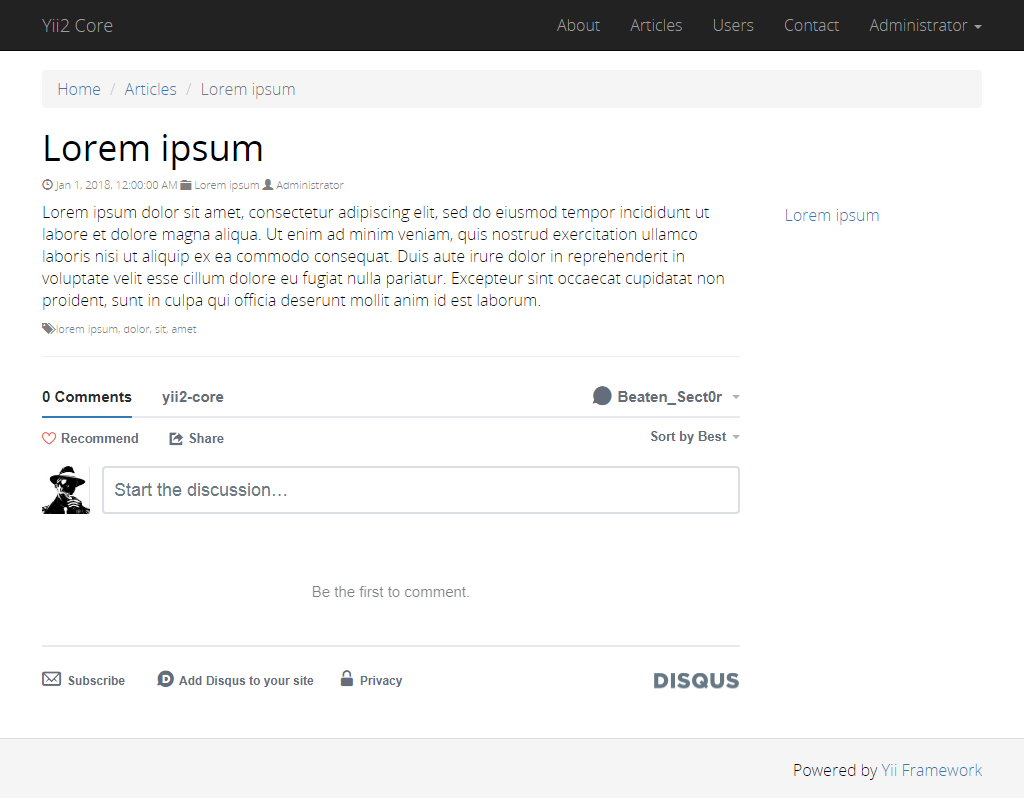 Yii2 Core About Articles Users Contact Administrator
Home / Articles / Lorem ipsum
Lorem ipsum
Jan 1, 2018, 12:00:00 AM Lorem ipsum Administrator
Lorem ipsum dolor sit amet, consectetur adipiscing elit, sed do eiusmod tempor incididunt ut
labore et dolore magna aliqua. Ut enim ad minim veniam, quis nostrud exercitation ullamco
laboris nisi ut aliquip ex ea commodo consequat. Duis aute irure dolor in reprehenderit in
voluptate velit esse cillum dolore eu fugiat nulla pariatur. Excepteur sint occaecat cupidatat non
proident, sunt in culpa qui officia deserunt mollit anim id est laborum.
lorem ipsum, dolor, sit, amet
Lorem ipsum
0 Comments yii2-core Beaten_Sect0r
Recommend Share Sort by Best
Start the discussion...
Be the first to comment.
Subscribe Add Disqus to your site Privacy DISQUS
Powered by Yii Framework